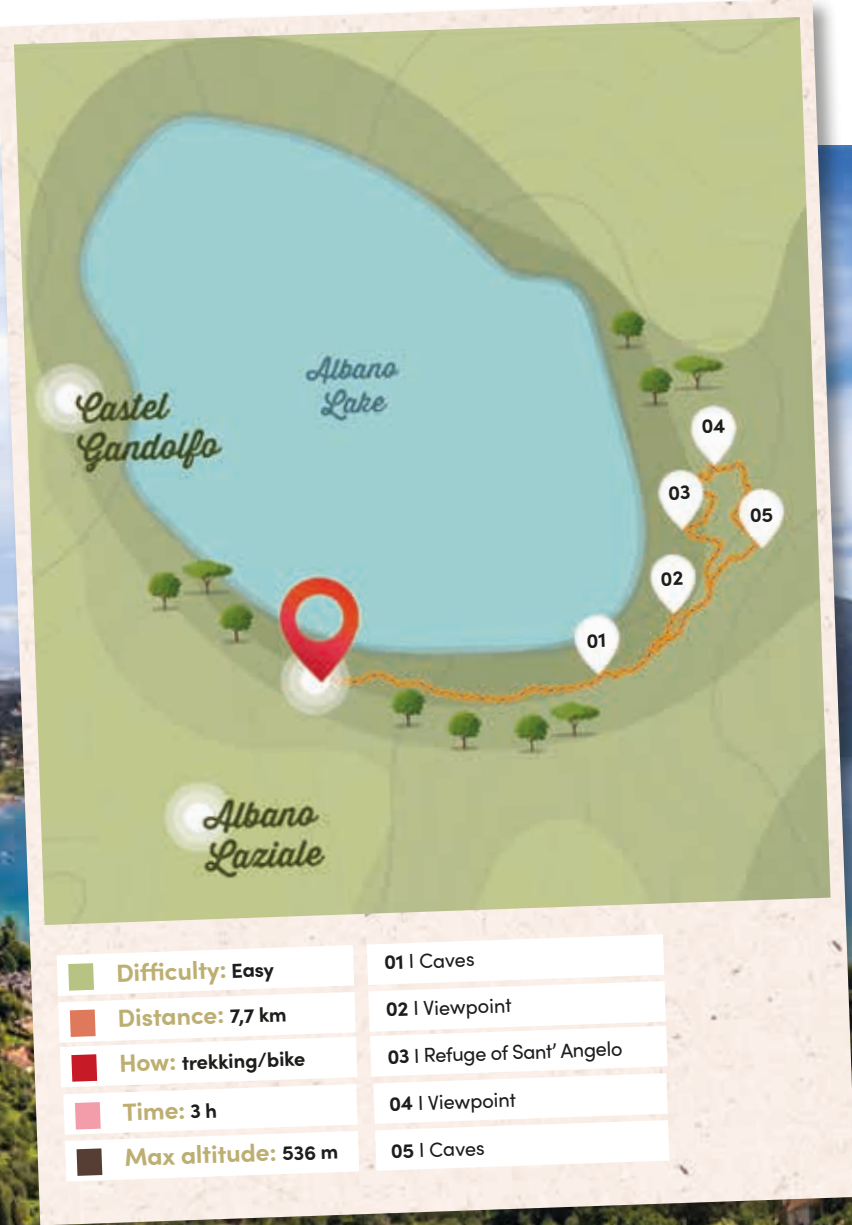 Albano
Lake
Castel
Gandolfo
04
03
05
02
01
Albano
Laziale
Difficulty: Easy
Distance: 7,7 km
How: trekking/bike
Time: 3 h
Max altitude: 536 m
01 I Caves
02 I Viewpoint
03 I Refuge of Sant' Angelo
04 I Viewpoint
05 I Caves